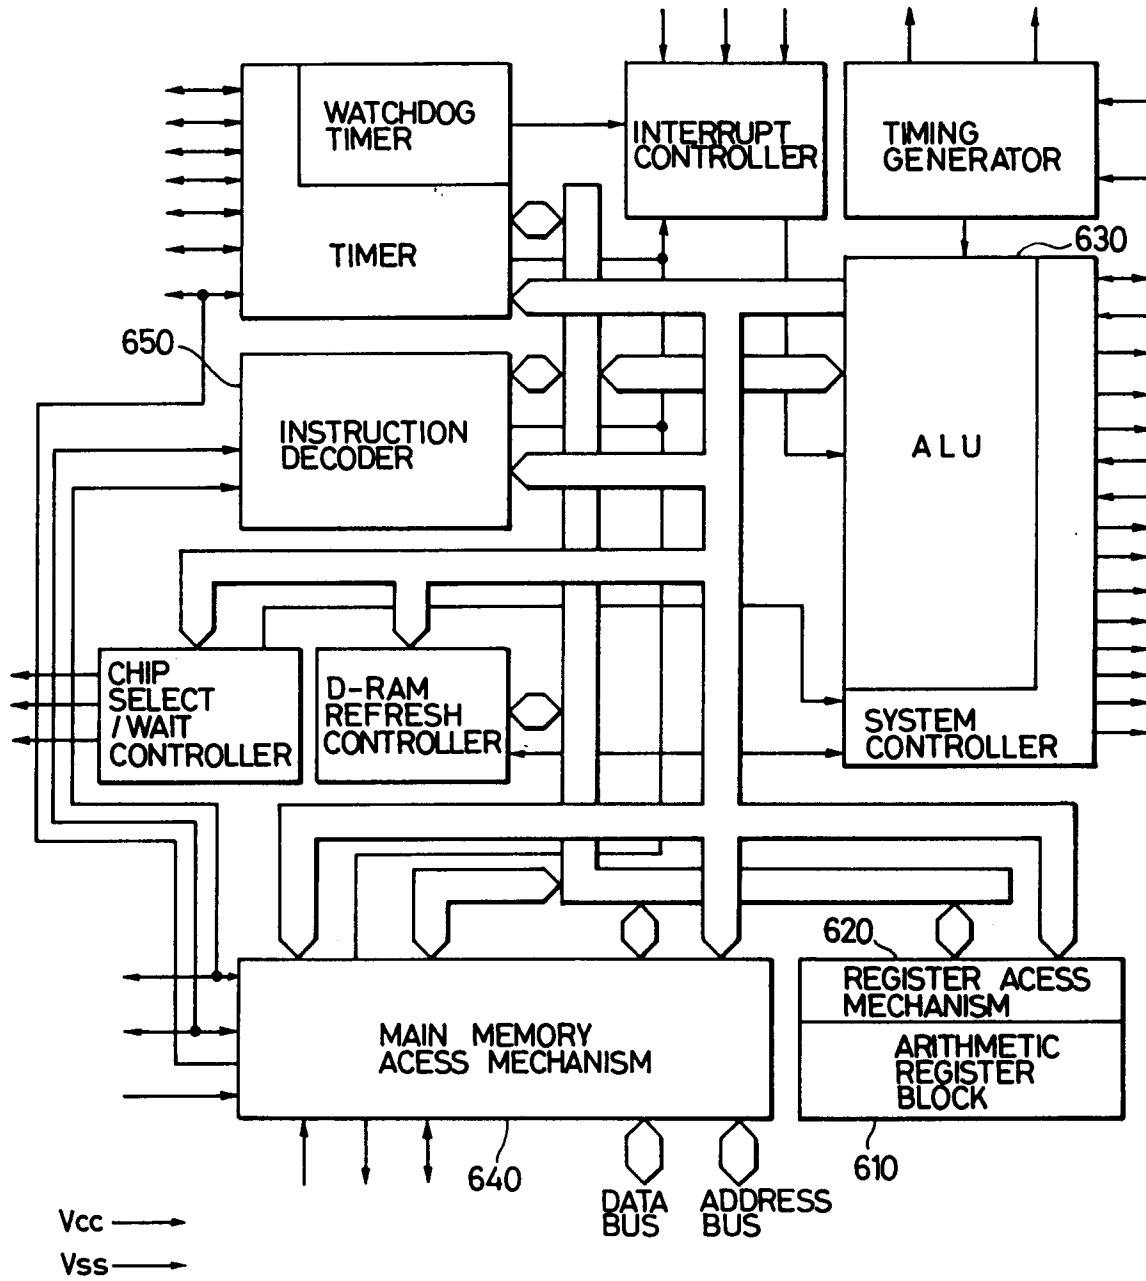 WATCHDOG
TIMER
INTERRUPT
CONTROLLER
TIMING
GENERATOR
TIMER
630
650
INSTRUCTION
DECODER
ALU
CHIP
SELECT
/WAIT
CONTROLLER
D-RAM
REFRESH
CONTROLLER
SYSTEM
CONTROLLER
620
REGISTER ACESS
MECHANISM
MAIN MEMORY
ACESS MECHANISM
ARITHMETIC
REGISTER
BLOCK
640
610
DATA
BUS
ADDRESS
BUS
Vcc
Vss